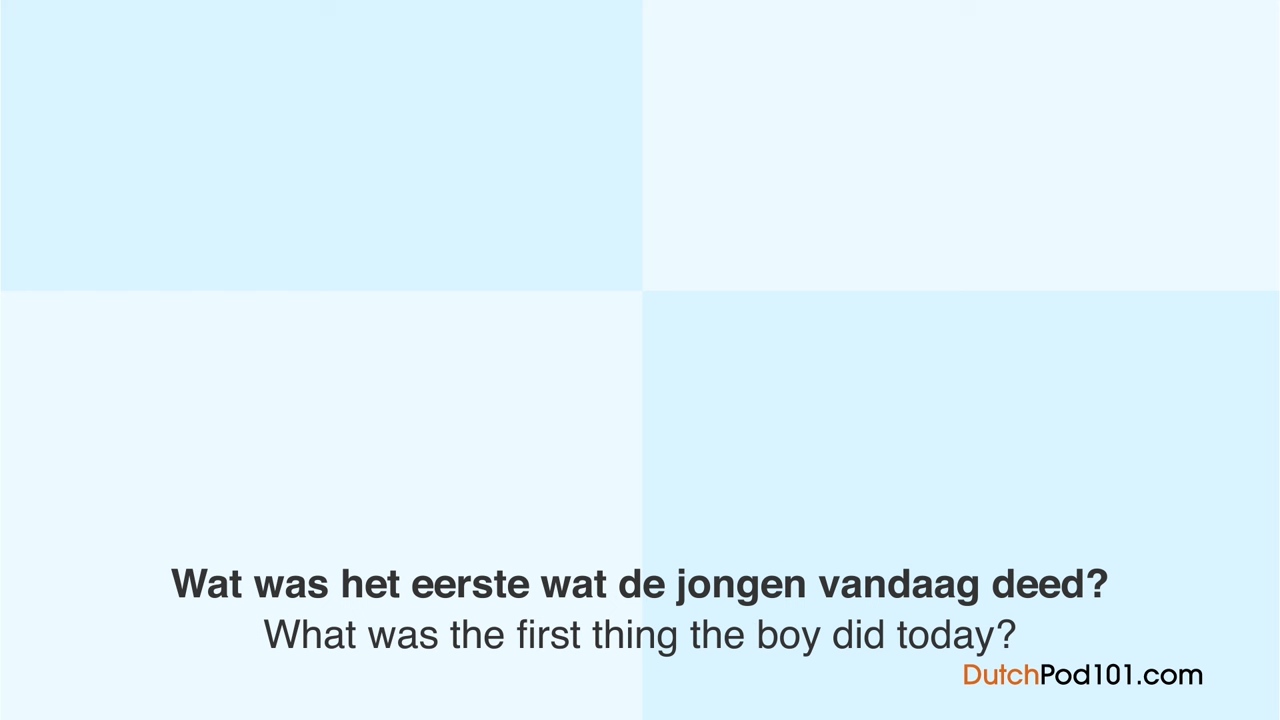 Wat was het eerste wat de jongen vandaag deed?
What was the first thing the boy did today?
DutchPod101.com